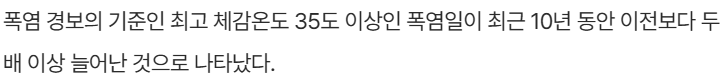 폭염 경보의 기준인 최고 체감온도 35도 이상인 폭염일이 최근 10년 동안 이전보다 두
배 이상 늘어난 것으로 나타났다.